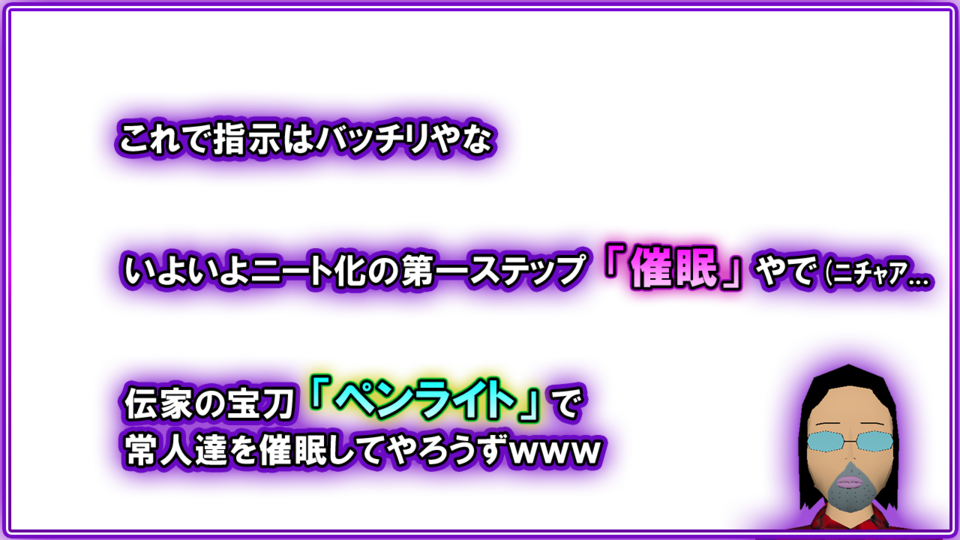 これで指示はバッチリやな
いよいよニート化の第一ステップ「催眠」やで(ニチャア...
伝家の宝刀「ペンライト」で
常人達を催眠してやろうずwww